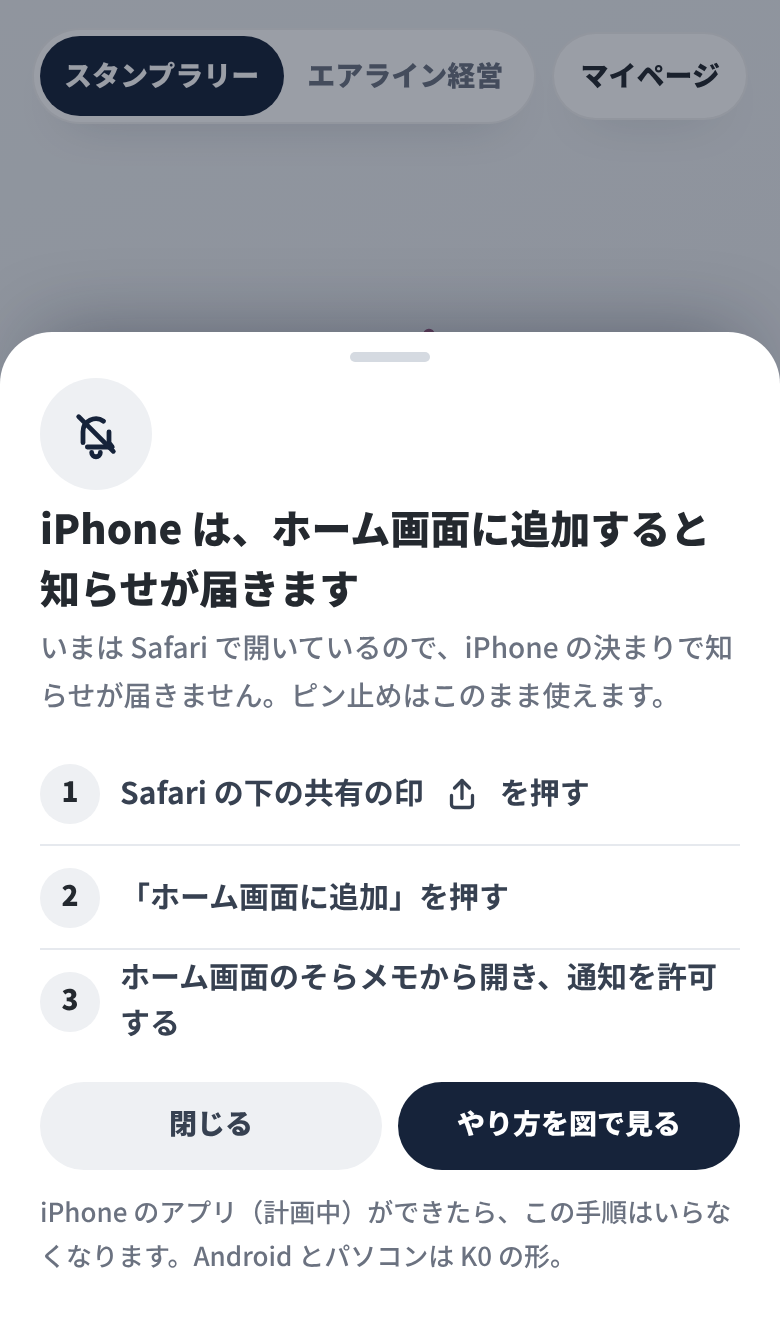 スタンプラリー エアライン経営 マイページ
iPhone は、ホーム画面に追加すると
知らせが届きます
いまは Safari で開いているので、iPhone の決まりで知
らせが届きません。ピン止めはこのまま使えます。
1 Safari の下の共有の印 を押す
2 「ホーム画面に追加」を押す
3 ホーム画面のそらメモから開き、通知を許可
する
閉じる やり方を図で見る
iPhone のアプリ（計画中）ができたら、この手順はいらな
くなります。Android とパソコンは K0 の形。